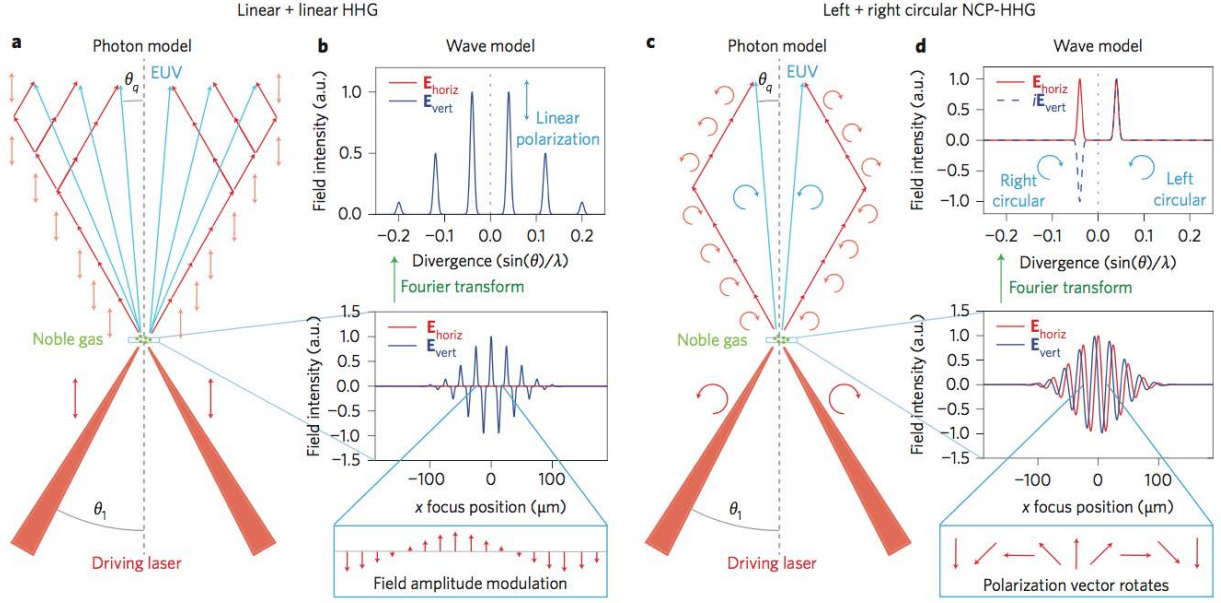 Linear + linear HHG
a
Photon model
θq
EUV
Noble gas
θ1
Driving laser
b
Wave model
Field intensity (a.u.)
1.0
0.5
0.0
Ehoriz
Evert
Linear
polarization
−0.2 −0.1 0.0 0.1 0.2
Divergence (sin(θ)/λ)
Fourier transform
Field intensity (a.u.)
1.5
1.0
0.5
0.0
−0.5
−1.0
−1.5
Ehoriz
Evert
−100 0 100
x focus position (μm)
Field amplitude modulation
Left + right circular NCP-HHG
c
Photon model
θq
EUV
Noble gas
θ1
Driving laser
d
Wave model
Field intensity (a.u.)
1.0
0.5
0.0
−0.5
−1.0
Ehoriz
iEvert
Right
circular
Left
circular
−0.2 −0.1 0.0 0.1 0.2
Divergence (sin(θ)/λ)
Fourier transform
Field intensity (a.u.)
1.5
1.0
0.5
0.0
−0.5
−1.0
−1.5
Ehoriz
Evert
−100 0 100
x focus position (μm)
Polarization vector rotates